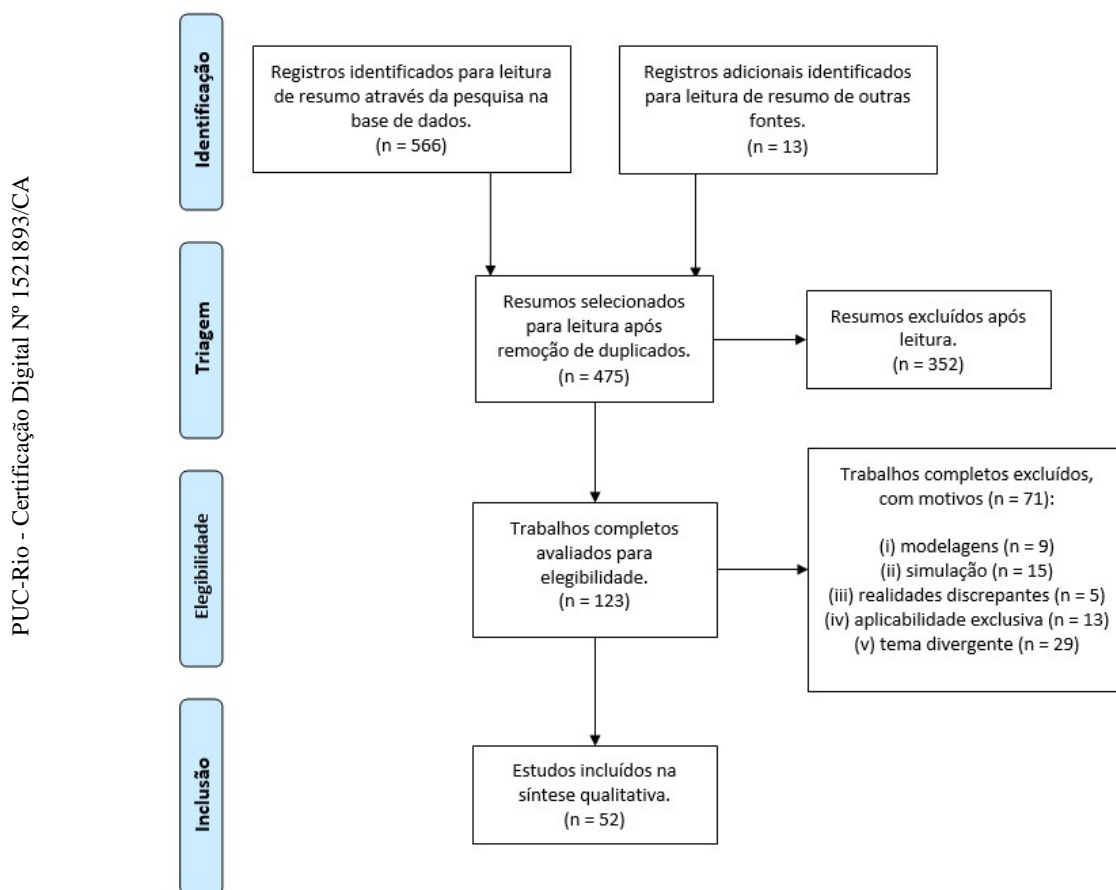 PUC-Rio - Certificação Digital Nº 1521893/CA
Identificação
Registros identificados para leitura
de resumo através da pesquisa na
base de dados.
(n = 566)
Registros adicionais identificados
para leitura de resumo de outras
fontes.
(n = 13)
Triagem
Resumos selecionados
para leitura após
remoção de duplicados.
(n = 475)
Resumos excluídos após
leitura.
(n = 352)
Elegibilidade
Trabalhos completos
avaliados para
elegibilidade.
(n = 123)
Trabalhos completos excluídos,
com motivos (n = 71):
(i) modelagens (n = 9)
(ii) simulação (n = 15)
(iii) realidades discrepantes (n = 5)
(iv) aplicabilidade exclusiva (n = 13)
(v) tema divergente (n = 29)
Inclusão
Estudos incluídos na
síntese qualitativa.
(n = 52)